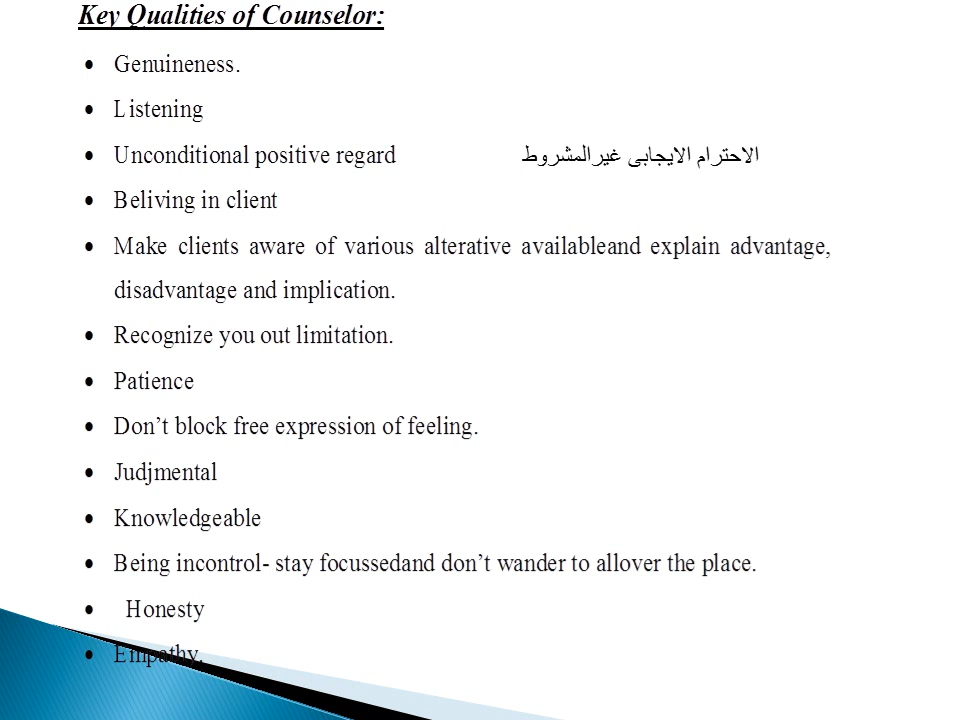 Key Qualities of Counselor:
• Genuineness.
• Listening
• Unconditional positive regard الاحترام الايجابى غيرالمشروط
• Beliving in client
• Make clients aware of various alterative availableand explain advantage,
disadvantage and implication.
• Recognize you out limitation.
• Patience
• Don’t block free expression of feeling.
• Judjmental
• Knowledgeable
• Being incontrol- stay focussedand don’t wander to allover the place.
• Honesty
• Empathy.